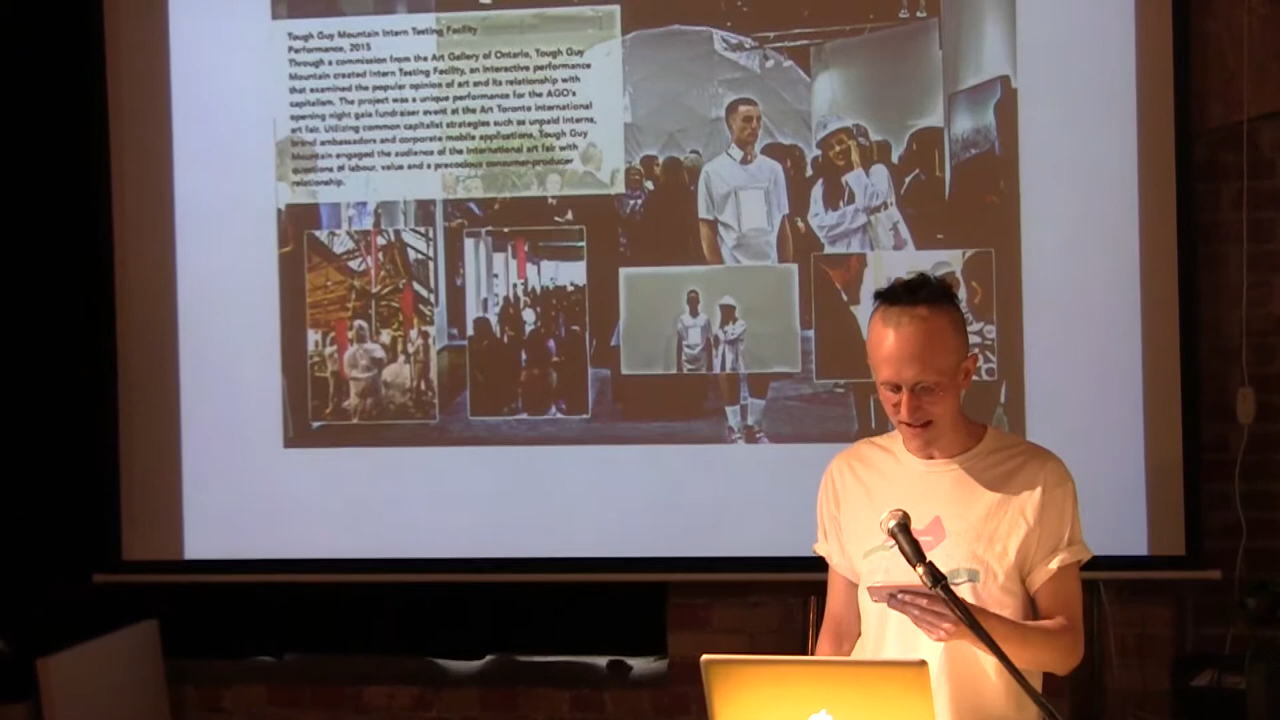 Tough Guy Mountain Intern Testing Facility
Performance, 2015
Through a commission from the Art Gallery of Ontario, Tough Guy
Mountain created Intern Testing Facility, an interactive performance
that examined the popular opinion of art and its relationship with
capitalism. The project was a unique performance for the AGO's
opening night gala fundraiser event at the Art Toronto international
art fair. Utilizing common capitalist strategies such as unpaid interns,
brand ambassadors and corporate mobile applications, Tough Guy
Mountain engaged the audience of the international art fair with
questions of labour, value and a precocious consumer-producer
relationship.